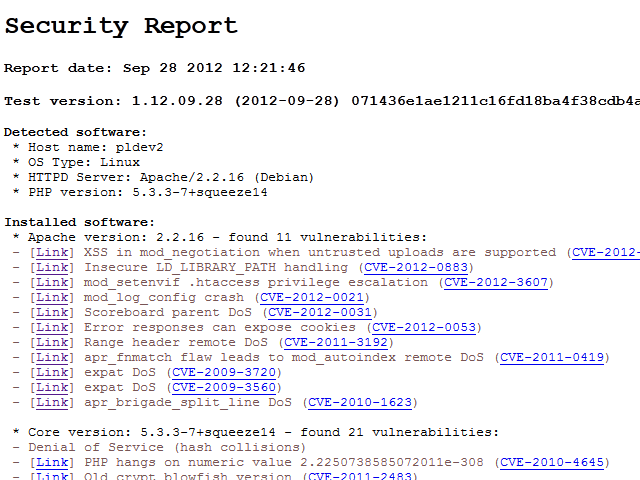 Security Report
Report date: Sep 28 2012 12:21:46
Test version: 1.12.09.28 (2012-09-28) 071436e1ae1211c16fd18ba4f38cdb4a
Detected software:
* Host name: pldev2
* OS Type: Linux
* HTTPD Server: Apache/2.2.16 (Debian)
* PHP version: 5.3.3-7+squeeze14
Installed software:
* Apache version: 2.2.16 - found 11 vulnerabilities:
- [Link] XSS in mod_negotiation when untrusted uploads are supported (CVE-2012-
- [Link] Insecure LD_LIBRARY_PATH handling (CVE-2012-0883)
- [Link] mod_setenvif .htaccess privilege escalation (CVE-2012-3607)
- [Link] mod_log_config crash (CVE-2012-0021)
- [Link] Scoreboard parent DoS (CVE-2012-0031)
- [Link] Error responses can expose cookies (CVE-2012-0053)
- [Link] Range header remote DoS (CVE-2011-3192)
- [Link] apr_fnmatch flaw leads to mod_autoindex remote DoS (CVE-2011-0419)
- [Link] expat DoS (CVE-2009-3720)
- [Link] expat DoS (CVE-2009-3560)
- [Link] apr_brigade_split_line DoS (CVE-2010-1623)
* Core version: 5.3.3-7+squeeze14 - found 21 vulnerabilities:
- Denial of Service (hash collisions)
- [Link] PHP hangs on numeric value 2.2250738585072011e-308 (CVE-2010-4645)
- [Link] Old crypt blowfish version (CVE-2011-2483)